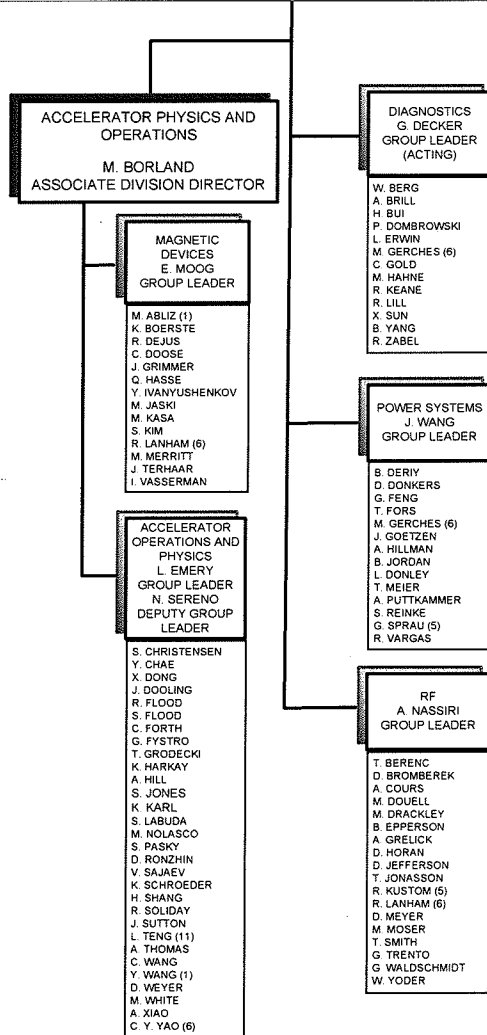 ACCELERATOR PHYSICS AND
OPERATIONS
M. BORLAND
ASSOCIATE DIVISION DIRECTOR
MAGNETIC
DEVICES
E. MOOG
GROUP LEADER
M. ABLIZ (1)
K. BOERSTE
R. DEJUS
C. DOOSE
J. GRIMMER
Q. HASSE
Y. IVANYUSHENKOV
M. JASKI
M. KASA
S. KIM
R. LANHAM (6)
M. MERRITT
J. TERHAAR
I. VASSERMAN
ACCELERATOR
OPERATIONS AND
PHYSICS
L. EMERY
GROUP LEADER
N. SERENO
DEPUTY GROUP
LEADER
S. CHRISTENSEN
Y. CHAE
X. DONG
J. DOOLING
R. FLOOD
S. FLOOD
C. FORTH
G. FYSTRO
T. GRODECKI
K. HARKAY
A. HILL
S. JONES
K. KARL
S. LABUDA
M. NOLASCO
S. PASKY
D. RONZHIN
V. SAJAEV
K. SCHROEDER
H. SHANG
R. SOLIDAY
J. SUTTON
L. TENG (11)
A. THOMAS
C. WANG
Y. WANG (1)
D. WEYER
M. WHITE
A. XIAO
C. Y. YAO (6)
DIAGNOSTICS
G. DECKER
GROUP LEADER
(ACTING)
W. BERG
A. BRILL
H. BUI
P. DOMBROWSKI
L. ERWIN
M. GERCHES (6)
C. GOLD
M. HAHNE
R. KEANE
R. LILL
X. SUN
B. YANG
R. ZABEL
POWER SYSTEMS
J. WANG
GROUP LEADER
B. DERIY
D. DONKERS
G. FENG
T. FORS
M. GERCHES (6)
J. GOETZEN
A. HILLMAN
B. JORDAN
L. DONLEY
T. MEIER
A. PUTTKAMMER
S. REINKE
G. SPRAU (5)
R. VARGAS
RF
A. NASSIRI
GROUP LEADER
T. BERENC
D. BROMBEREK
A. COURS
M. DOUELL
M. DRACKLEY
B. EPPERSON
A. GRELICK
D. HORAN
D. JEFFERSON
T. JONASSON
R. KUSTOM (5)
R. LANHAM (6)
D. MEYER
M. MOSER
T. SMITH
G. TRENTO
G WALDSCHMIDT
W. YODER